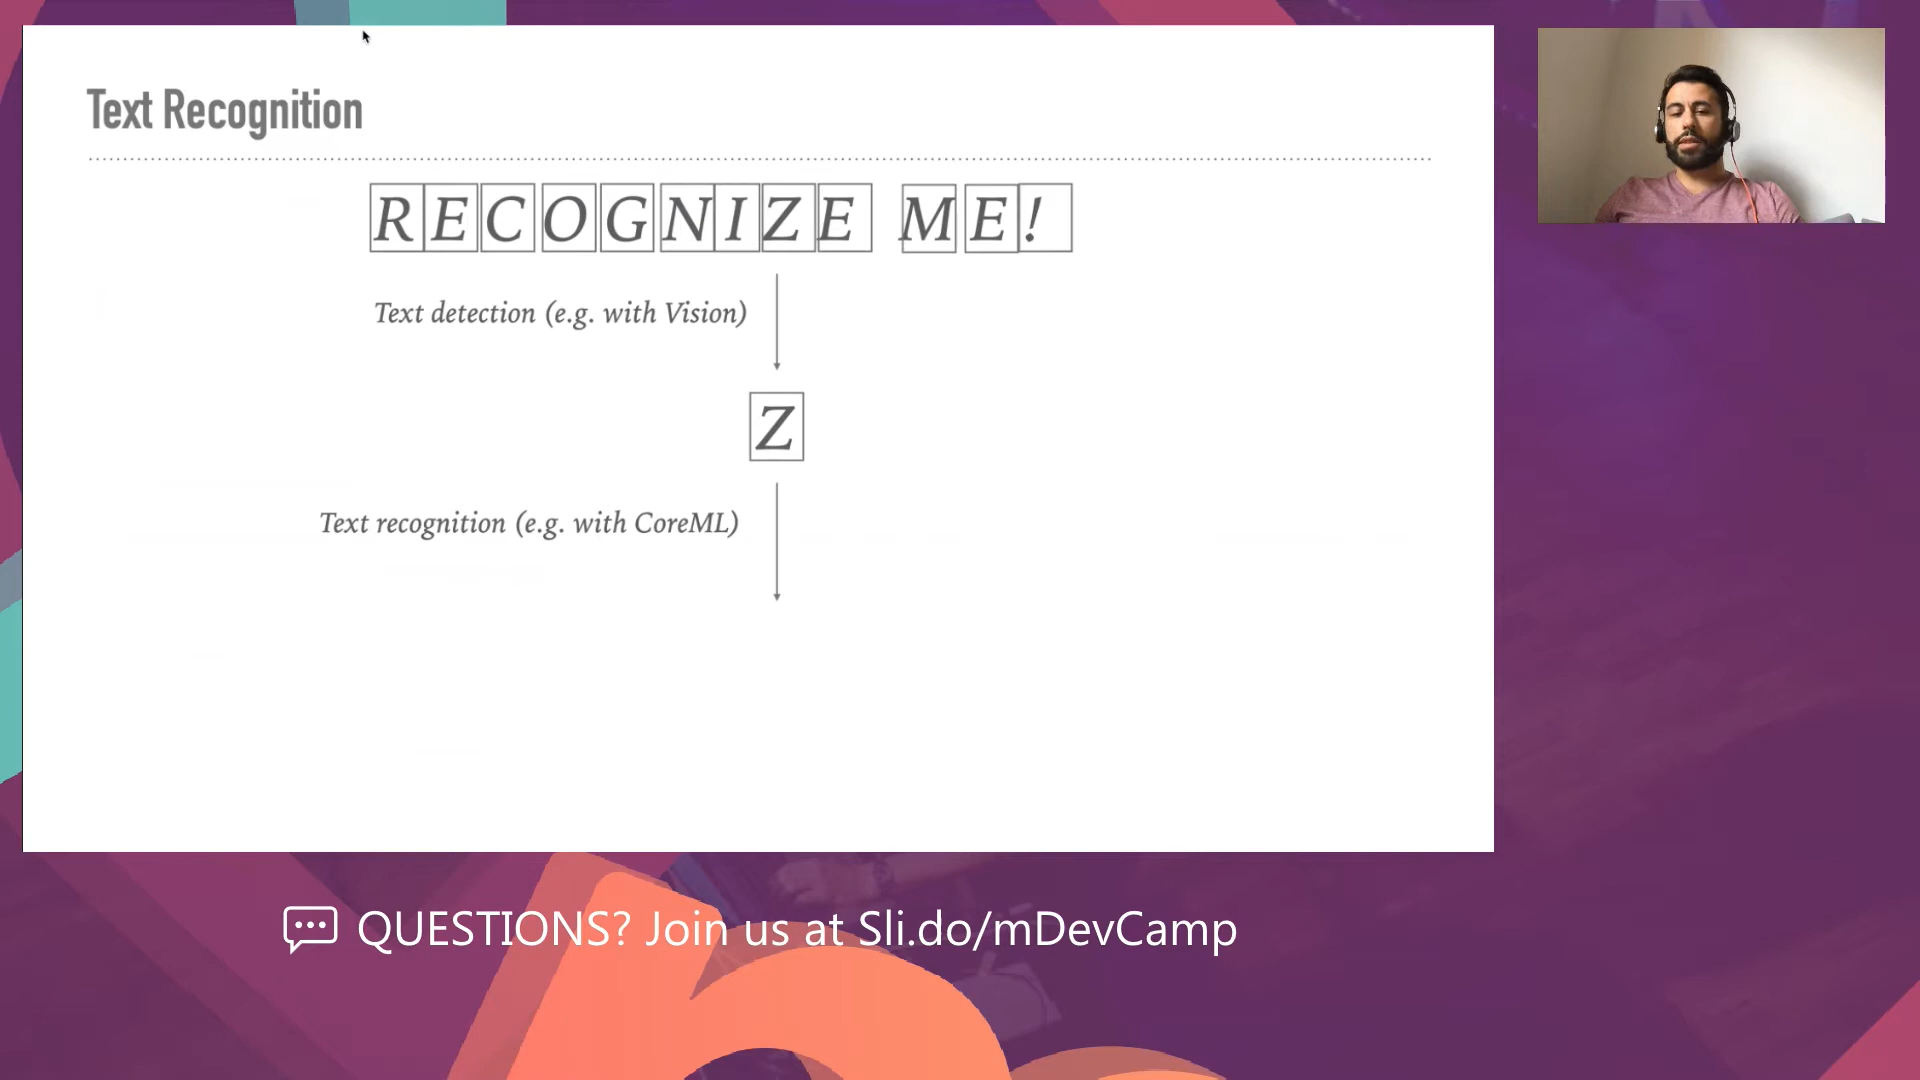 Text Recognition
RECOGNIZE ME!
Text detection (e.g. with Vision)
Z
Text recognition (e.g. with CoreML)
QUESTIONS? Join us at Sli.do/mDevCamp